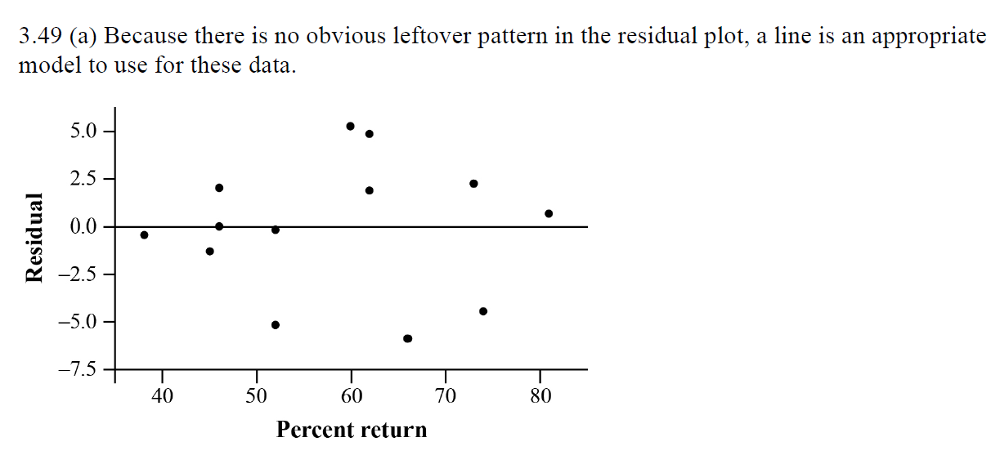 3.49 (a) Because there is no obvious leftover pattern in the residual plot, a line is an appropriate
model to use for these data.
5.0
2.5
0.0
–2.5
–5.0
–7.5
Residual
40 50 60 70 80
Percent return